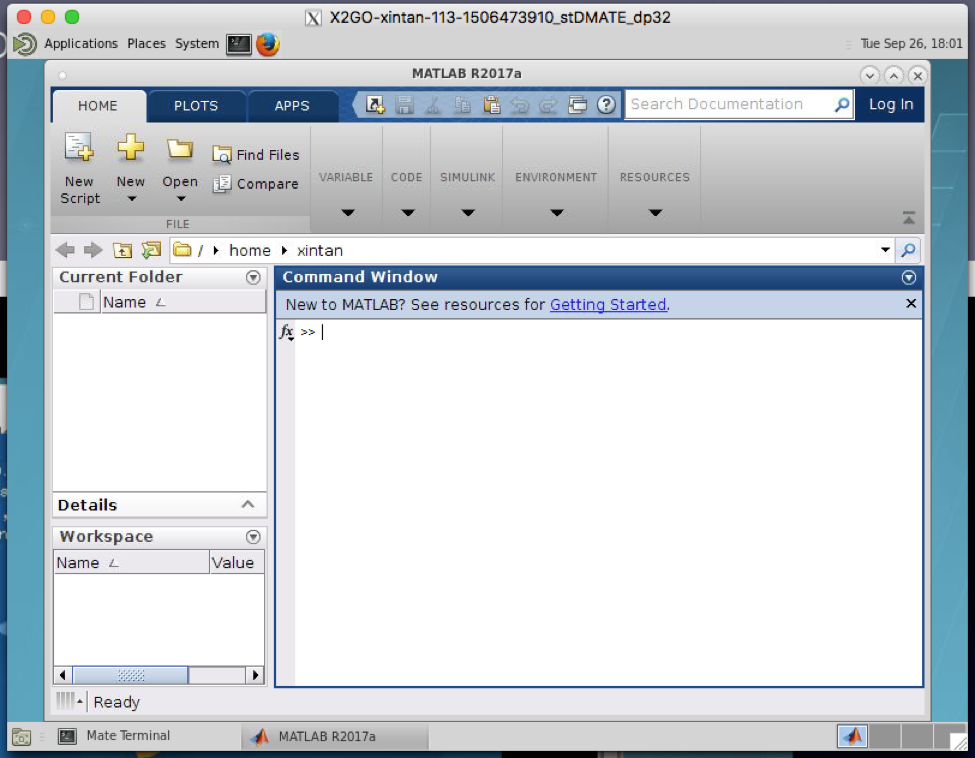 X2GO-xintan-113-1506473910_stDMATE_dp32
Applications Places System
Tue Sep 26, 18:01
MATLAB R2017a
HOME PLOTS APPS
Search Documentation
Log In
New Script
New
Open
Find Files
Compare
FILE
VARIABLE
CODE
SIMULINK
ENVIRONMENT
RESOURCES
/ home xintan
Current Folder
Name
Details
Workspace
Name Value
Command Window
New to MATLAB? See resources for Getting Started.
fx >>
Ready
Mate Terminal
MATLAB R2017a